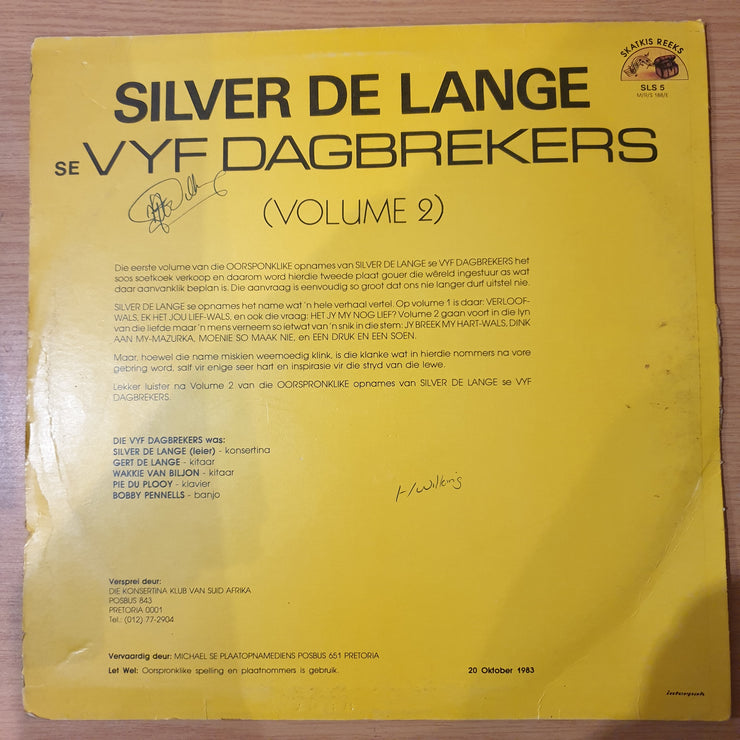 SKATKIS REEKS
SLS 5
M/R/S 188/E
SILVER DE LANGE
SE VYF DAGBREKERS
(VOLUME 2)
Die eerste volume van die OORSPONKLIKE opnames van SILVER DE LANGE se VYF DAGBREKERS het
soos soetkoek verkoop en daarom word hierdie tweede plaat gouer die wêreld ingestuur as wat
daar aanvanklik beplan is. Die aanvraag is eenvoudig so groot dat ons nie langer durf uitstel nie.
SILVER DE LANGE se opnames het name wat 'n hele verhaal vertel. Op volume 1 is daar: VERLOOF-
WALS, EK HET JOU LIEF-WALS, en ook die vraag: HET JY MY NOG LIEF? Volume 2 gaan voort in die lyn
van die liefde maar 'n mens verneem so ietwat van 'n snik in die stem: JY BREEK MY HART-WALS, DINK
AAN MY-MAZURKA, MOENIE SO MAAK NIE, en EEN DRUK EN EEN SOEN.
Maar, hoewel die name miskien weemoedig klink, is die klanke wat in hierdie nommers na vore
gebring word, salf vir enige seer hart en inspirasie vir die stryd van die lewe.
Lekker luister na Volume 2 van die OORSPRONKLIKE opnames van SILVER DE LANGE se VYF
DAGBREKERS.
DIE VYF DAGBREKERS was:
SILVER DE LANGE (leier) - konsertina
GERT DE LANGE - kitaar
WAKKIE VAN BILJON - kitaar
PIE DU PLOOY - klavier
BOBBY PENNELLS - banjo
H/Wilking
Versprei deur:
DIE KONSERTINA KLUB VAN SUID AFRIKA
POSBUS 843
PRETORIA 0001
Tel.: (012) 77-2904
Vervaardig deur: MICHAEL SE PLAATOPNAMEDIENS POSBUS 651 PRETORIA
Let Wel: Oorspronklike spelling en plaatnommers is gebruik.
20 Oktober 1983
interpak